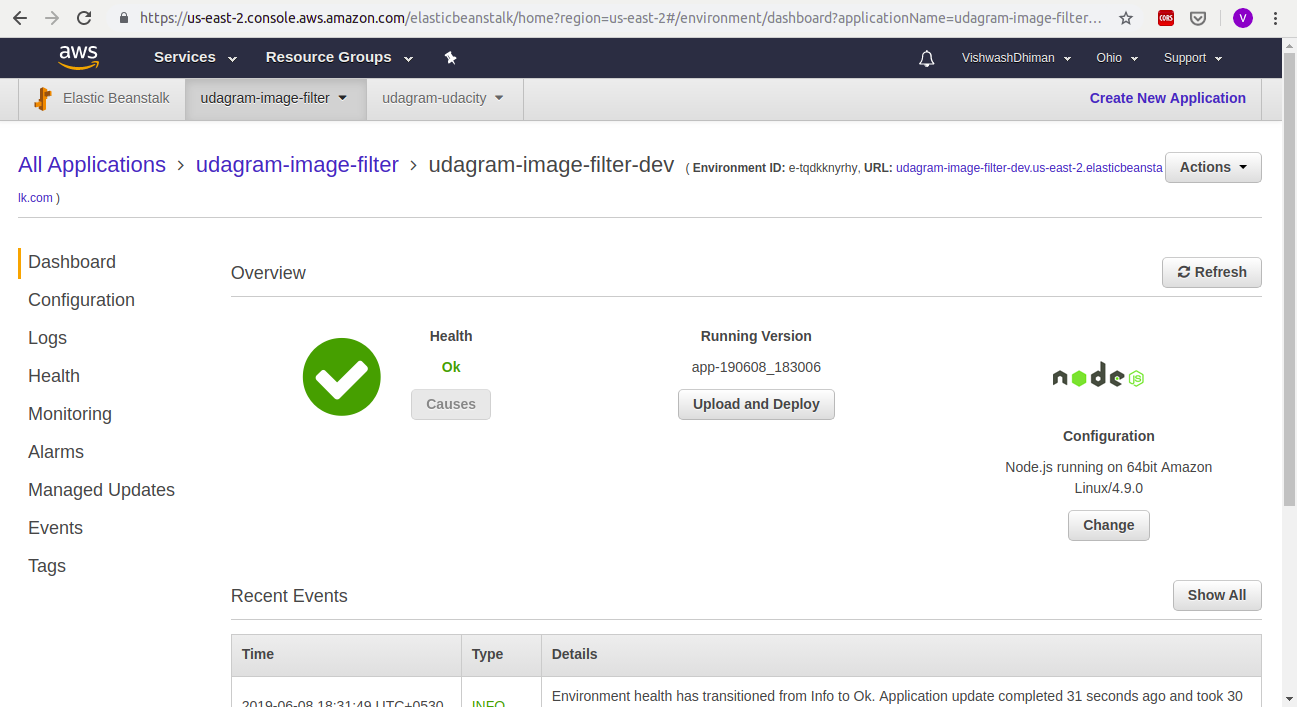 https://us-east-2.console.aws.amazon.com/elasticbeanstalk/home?region=us-east-2#/environment/dashboard?applicationName=udagram-image-filter...
CORS
V
aws Services Resource Groups VishwashDhiman Ohio Support
Elastic Beanstalk udagram-image-filter udagram-udacity Create New Application
All Applications › udagram-image-filter › udagram-image-filter-dev ( Environment ID: e-tqdkknyrhy, URL: udagram-image-filter-dev.us-east-2.elasticbeansta
lk.com )
Actions
Dashboard
Configuration
Logs
Health
Monitoring
Alarms
Managed Updates
Events
Tags
Overview
Refresh
Health
Ok
Causes
Running Version
app-190608_183006
Upload and Deploy
node JS
Configuration
Node.js running on 64bit Amazon
Linux/4.9.0
Change
Recent Events
Show All
Time Type Details
2019-06-08 18:31:49 UTC+0530 INFO Environment health has transitioned from Info to Ok. Application update completed 31 seconds ago and took 30